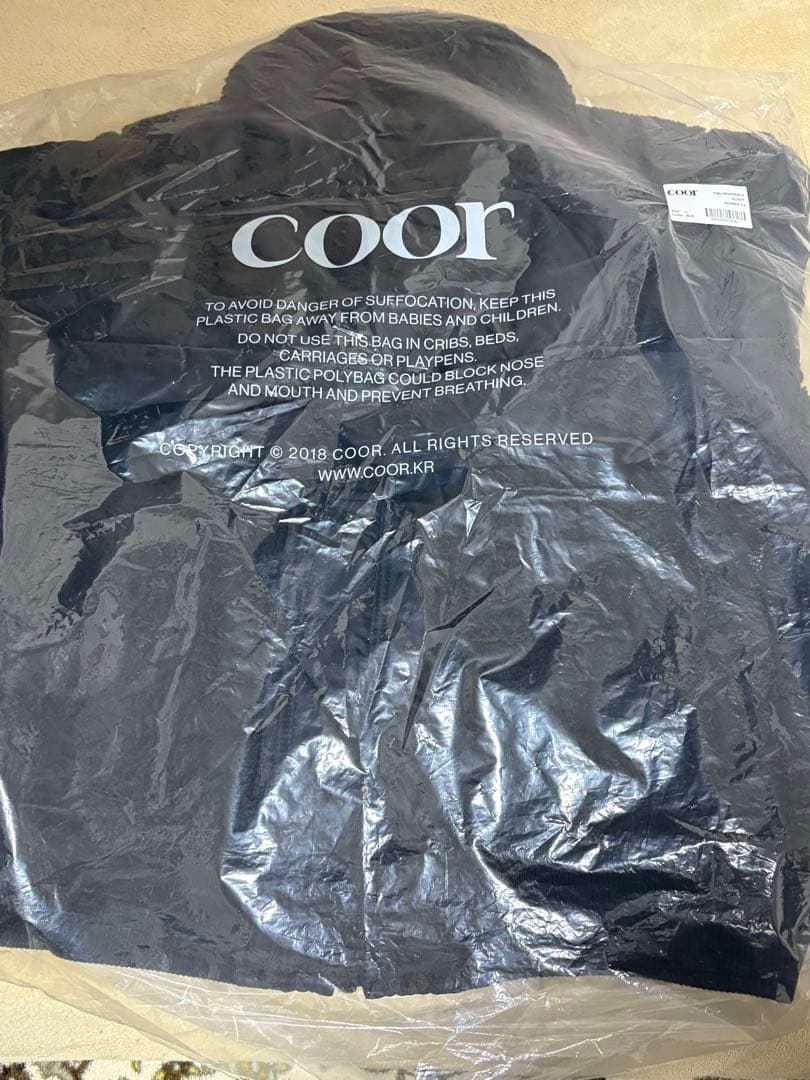 coor
TO AVOID DANGER OF SUFFOCATION, KEEP THIS
PLASTIC BAG AWAY FROM BABIES AND CHILDREN.
DO NOT USE THIS BAG IN CRIBS, BEDS,
CARRIAGES OR PLAYPENS.
THE PLASTIC POLYBAG COULD BLOCK NOSE
AND MOUTH AND PREVENT BREATHING.
COPYRIGHT © 2018 COOR. ALL RIGHTS RESERVED
WWW.COOR.KR
coor